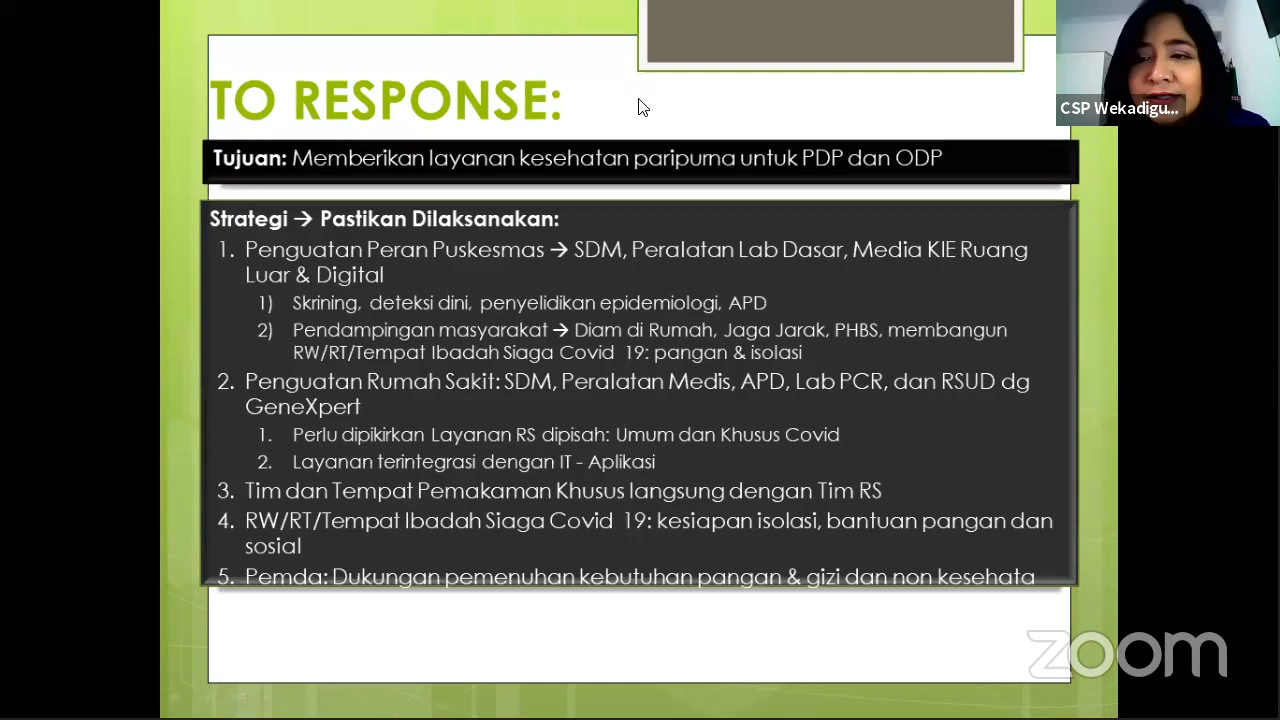 TO RESPONSE:
CSP Wekadigu...
Tujuan: Memberikan layanan kesehatan paripurna untuk PDP dan ODP
Strategi → Pastikan Dilaksanakan:
1. Penguatan Peran Puskesmas → SDM, Peralatan Lab Dasar, Media KIE Ruang
Luar & Digital
1) Skrining, deteksi dini, penyelidikan epidemiologi, APD
2) Pendampingan masyarakat → Diam di Rumah, Jaga Jarak, PHBS, membangun
RW/RT/Tempat Ibadah Siaga Covid 19: pangan & isolasi
2. Penguatan Rumah Sakit: SDM, Peralatan Medis, APD, Lab PCR, dan RSUD dg
GeneXpert
1. Perlu dipikirkan Layanan RS dipisah: Umum dan Khusus Covid
2. Layanan terintegrasi dengan IT - Aplikasi
3. Tim dan Tempat Pemakaman Khusus langsung dengan Tim RS
4. RW/RT/Tempat Ibadah Siaga Covid 19: kesiapan isolasi, bantuan pangan dan
sosial
5. Pemda: Dukungan pemenuhan kebutuhan pangan & gizi dan non kesehata
zoom